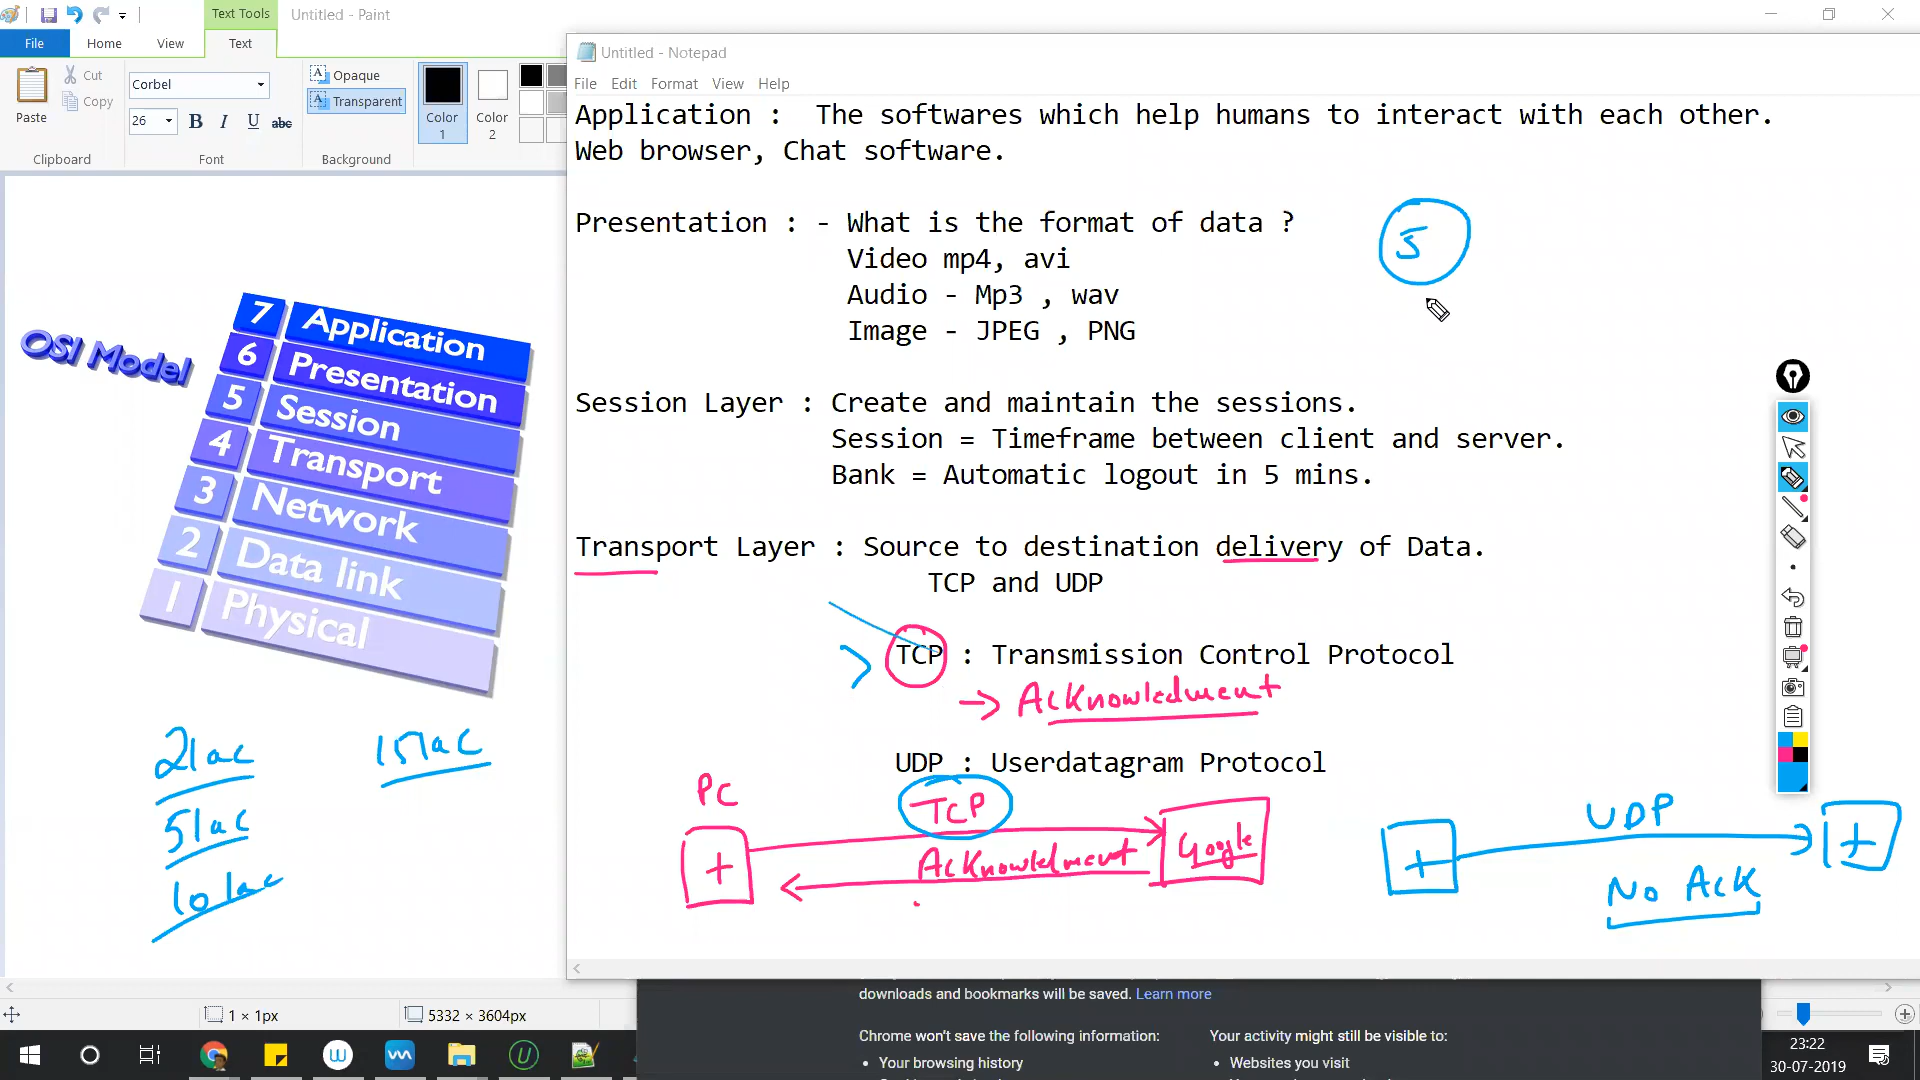 Text Tools
Untitled - Paint
File
Home
View
Text
Paste
Cut
Copy
Corbel
26
B I U abc
Opaque
Transparent
Color 1
Color 2
Clipboard
Font
Background
OSI Model
7 Application
6 Presentation
5 Session
4 Transport
3 Network
2 Data link
1 Physical
2lac
15lac
5lac
10lac
1 × 1px
5332 × 3604px
Untitled - Notepad
File Edit Format View Help
Application : The softwares which help humans to interact with each other.
Web browser, Chat software.
Presentation : - What is the format of data ?
Video mp4, avi
Audio - Mp3 , wav
Image - JPEG , PNG
5
Session Layer : Create and maintain the sessions.
Session = Timeframe between client and server.
Bank = Automatic logout in 5 mins.
Transport Layer : Source to destination delivery of Data.
TCP and UDP
TCP : Transmission Control Protocol
→ Acknowledment
UDP : Userdatagram Protocol
PC
TCP
Google
Acknowledment
UDP
No Ack
downloads and bookmarks will be saved. Learn more
Chrome won't save the following information:
• Your browsing history
Your activity might still be visible to:
• Websites you visit
23:22
30-07-2019